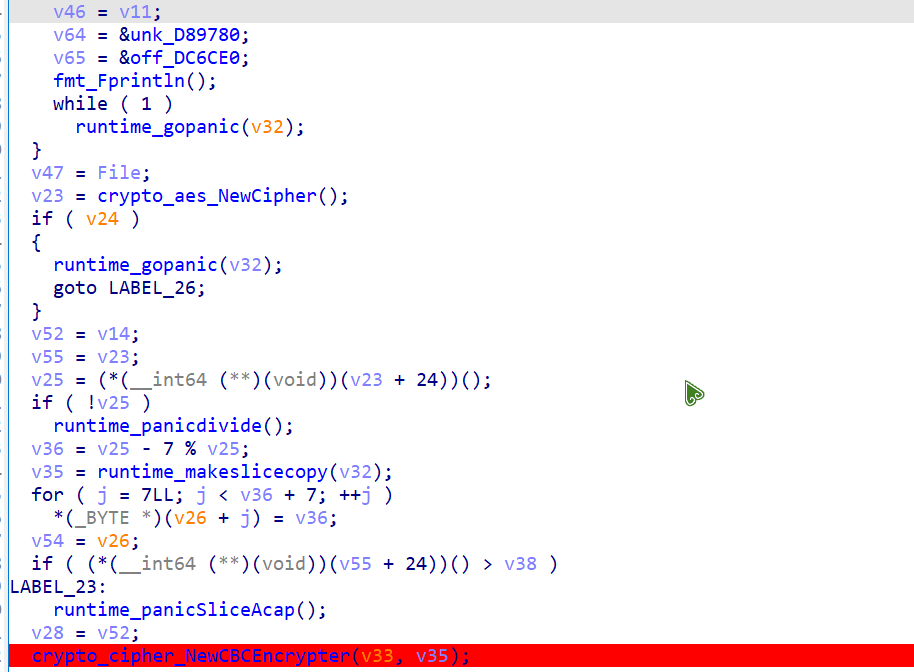 v46 = v11;
v64 = &unk_D89780;
v65 = &off_DC6CE0;
fmt_Fprintln();
while ( 1 )
runtime_gopanic(v32);
}
v47 = File;
v23 = crypto_aes_NewCipher();
if ( v24 )
{
runtime_gopanic(v32);
goto LABEL_26;
}
v52 = v14;
v55 = v23;
v25 = (*(__int64 (**)(void))(v23 + 24))();
if ( !v25 )
runtime_panicdivide();
v36 = v25 - 7 % v25;
v35 = runtime_makeslicecopy(v32);
for ( j = 7LL; j < v36 + 7; ++j )
*(_BYTE *)(v26 + j) = v36;
v54 = v26;
if ( (*(__int64 (**)(void))(v55 + 24))() > v38 )
LABEL_23:
runtime_panicSliceAcap();
v28 = v52;
crypto_cipher_NewCBCEncrypter(v33, v35);